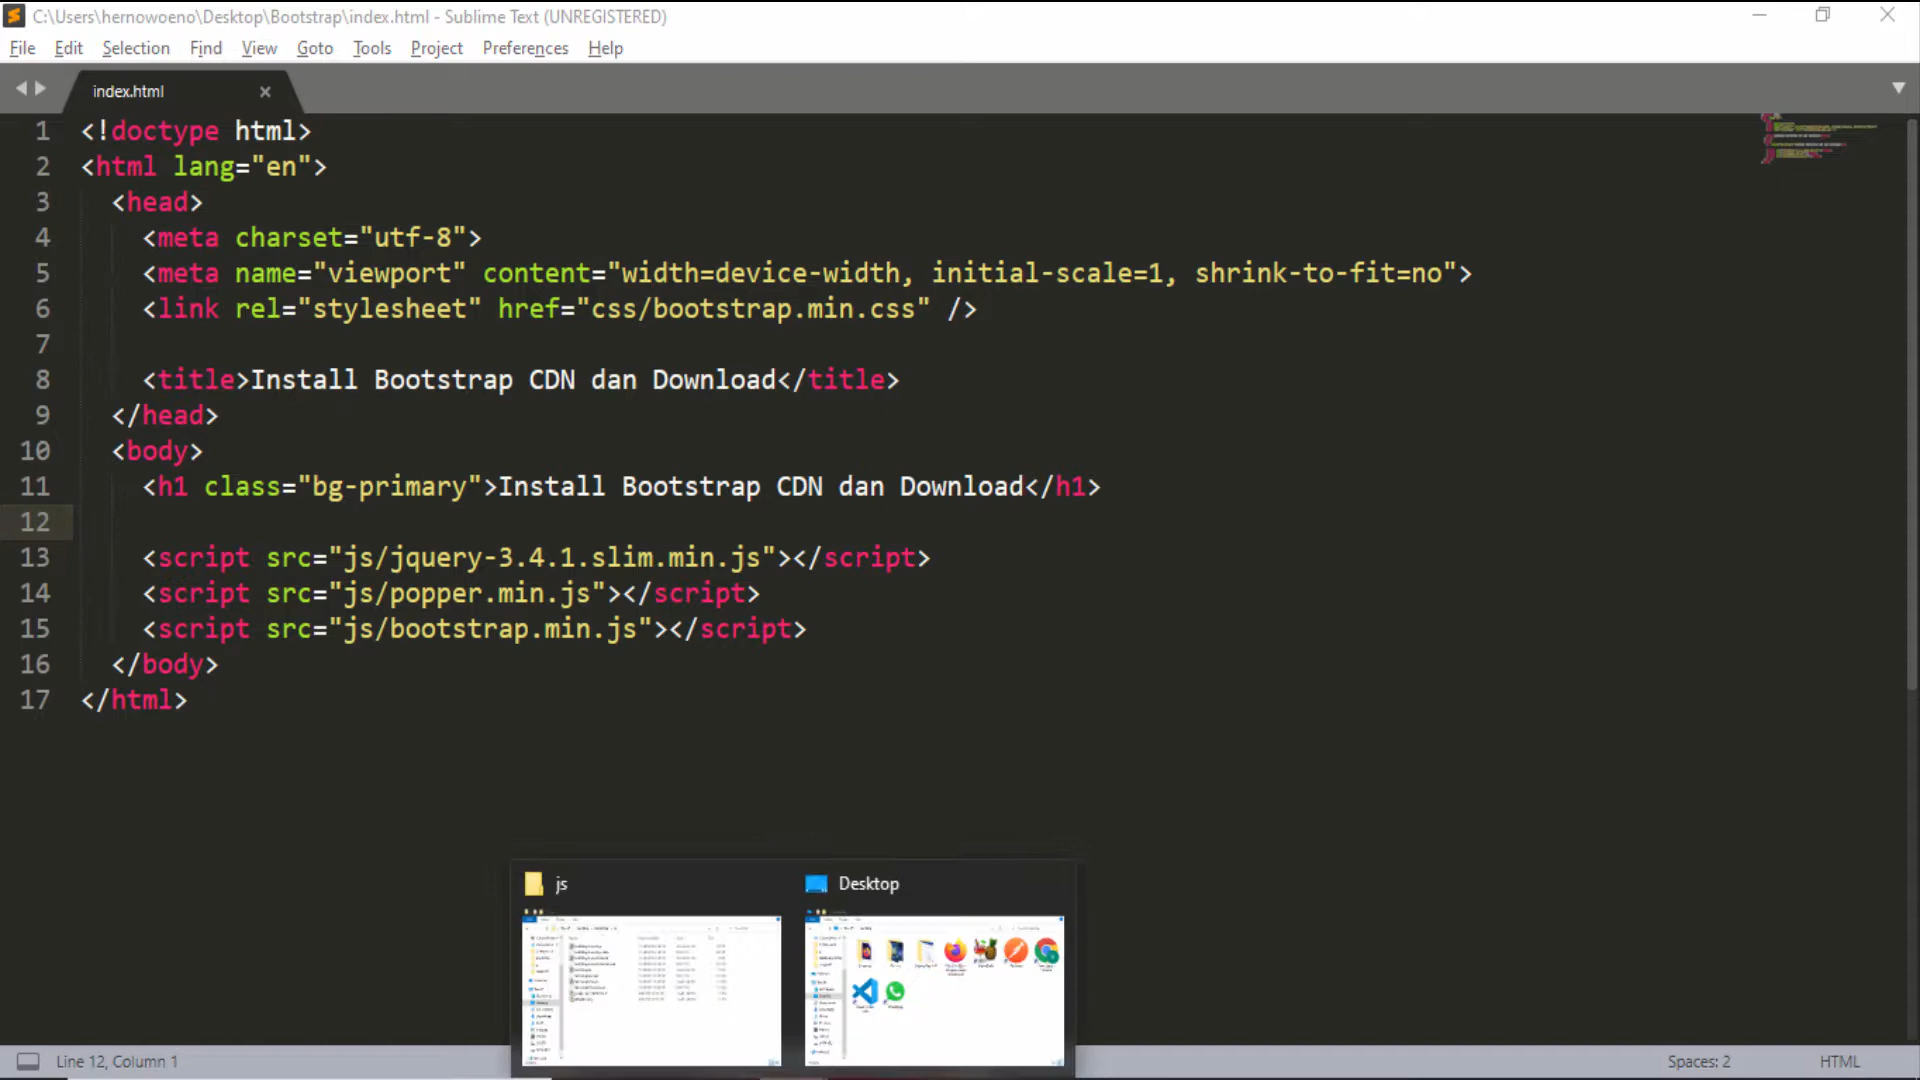 C:\Users\hernowoeno\Desktop\Bootstrap\index.html - Sublime Text (UNREGISTERED)
File Edit Selection Find View Goto Tools Project Preferences Help
index.html
1 <!doctype html>
2 <html lang="en">
3   <head>
4     <meta charset="utf-8">
5     <meta name="viewport" content="width=device-width, initial-scale=1, shrink-to-fit=no">
6     <link rel="stylesheet" href="css/bootstrap.min.css" />
7
8     <title>Install Bootstrap CDN dan Download</title>
9   </head>
10   <body>
11     <h1 class="bg-primary">Install Bootstrap CDN dan Download</h1>
12
13     <script src="js/jquery-3.4.1.slim.min.js"></script>
14     <script src="js/popper.min.js"></script>
15     <script src="js/bootstrap.min.js"></script>
16   </body>
17 </html>
js
Desktop
Line 12, Column 1
Spaces: 2
HTML